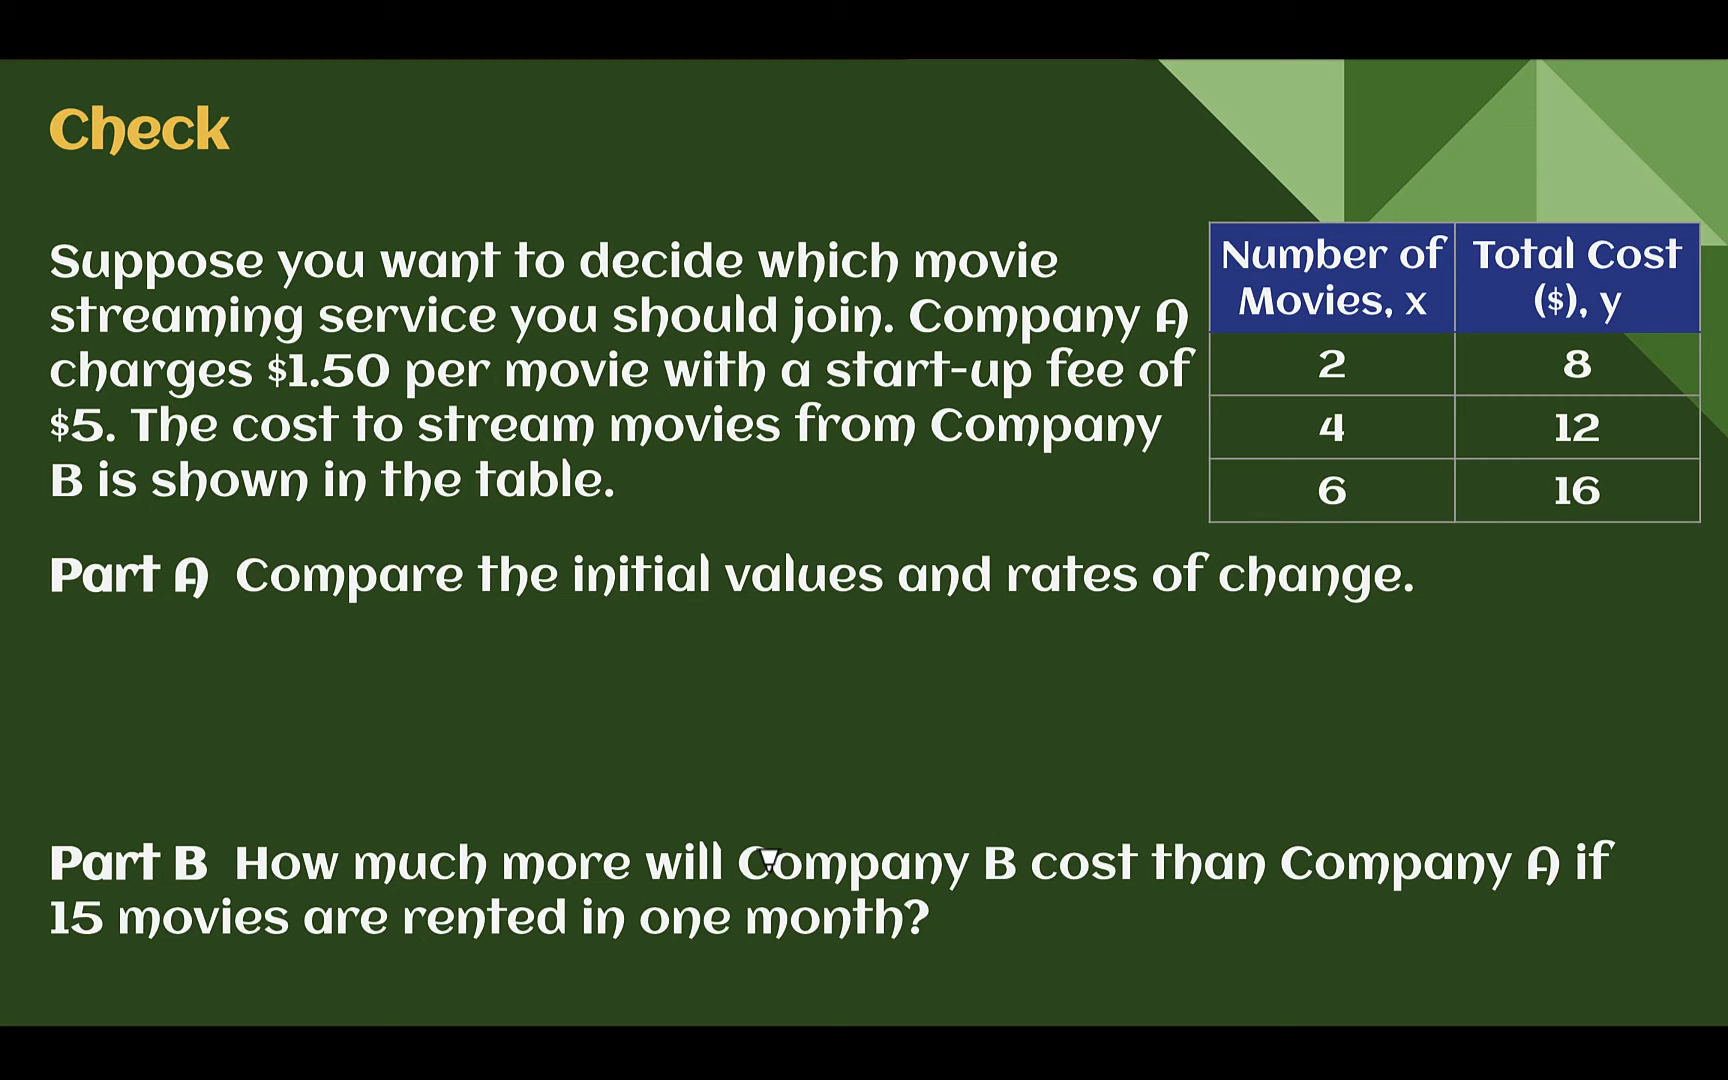 Check
Suppose you want to decide which movie
streaming service you should join. Company A
charges $1.50 per movie with a start-up fee of
$5. The cost to stream movies from Company
B is shown in the table.
Number of Movies, x | Total Cost ($), y
2 | 8
4 | 12
6 | 16
Part A Compare the initial values and rates of change.
Part B How much more will Company B cost than Company A if
15 movies are rented in one month?